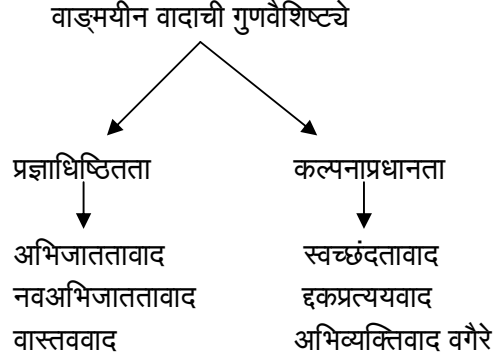 वाङ्मयीन वादाची गुणवैशिष्ट्ये
प्रज्ञाधिष्ठितता कल्पनाप्रधानता
अभिजाततावाद स्वच्छंदतावाद
नवअभिजाततावाद द्दकप्रत्ययवाद
वास्तववाद अभिव्यक्तिवाद वगैरे